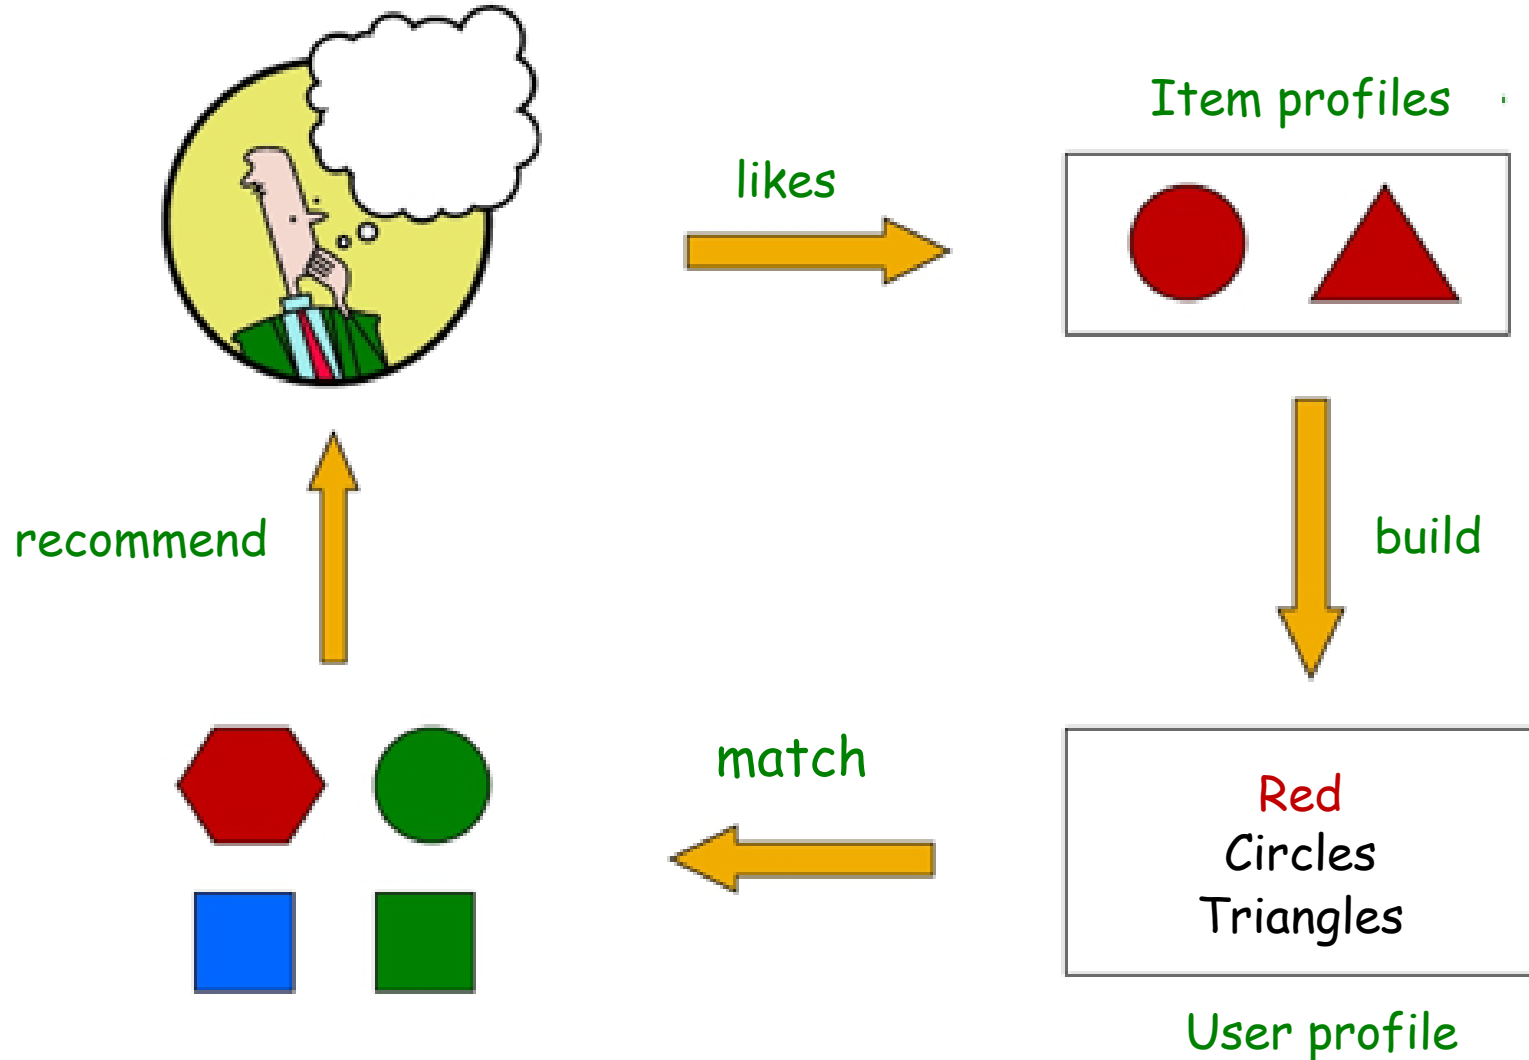 Item profiles
likes
recommend
build
match
Red
Circles
Triangles
User profile